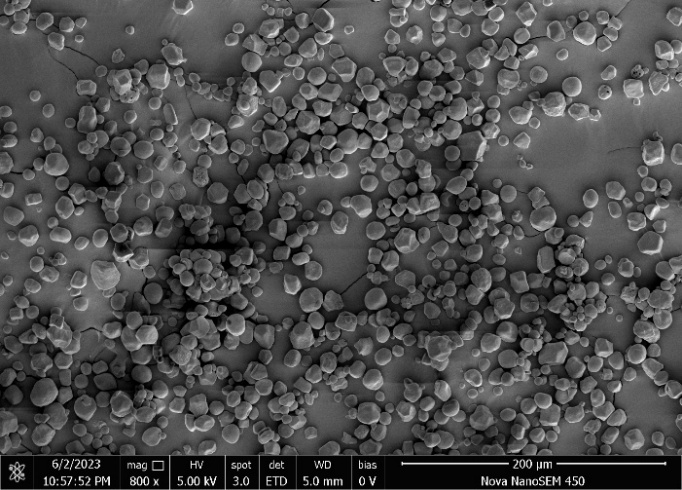 6/2/2023 mag HV spot det WD bias 200 µm
10:57:52 PM 800 x 5.00 kV 3.0 ETD 5.0 mm 0 V Nova NanoSEM 450